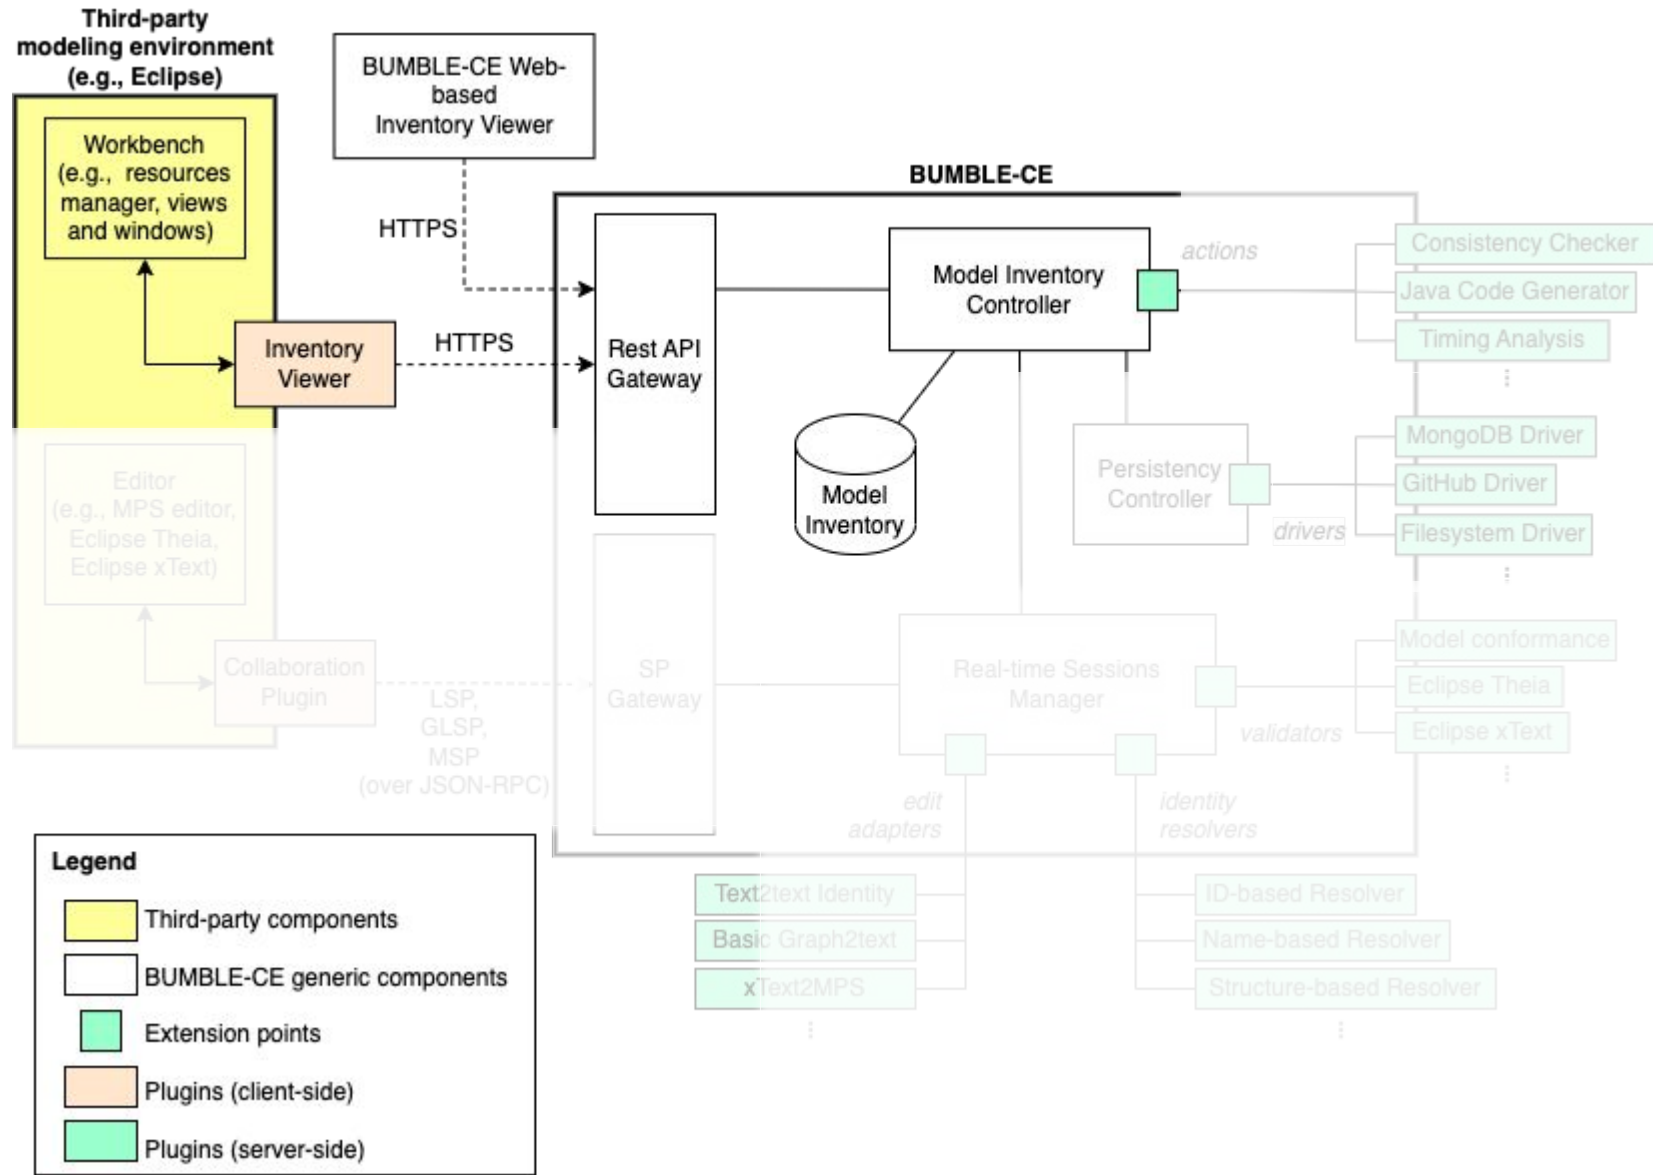 Third-party
modeling environment
(e.g., Eclipse)
Workbench
(e.g., resources
manager, views
and windows)
Inventory
Viewer
Editor
(e.g., MPS editor,
Eclipse Theia,
Eclipse xText)
Collaboration
Plugin
BUMBLE-CE Web-
based
Inventory Viewer
HTTPS
HTTPS
LSP,
GLSP,
MSP
(over JSON-RPC)
BUMBLE-CE
Rest API
Gateway
SP
Gateway
Model Inventory
Controller
Model
Inventory
Persistency
Controller
Real-time Sessions
Manager
actions
drivers
validators
edit
adapters
identity
resolvers
Consistency Checker
Java Code Generator
Timing Analysis
MongoDB Driver
GitHub Driver
Filesystem Driver
Model conformance
Eclipse Theia
Eclipse xText
Text2text Identity
Basic Graph2text
xText2MPS
ID-based Resolver
Name-based Resolver
Structure-based Resolver
Legend
Third-party components
BUMBLE-CE generic components
Extension points
Plugins (client-side)
Plugins (server-side)